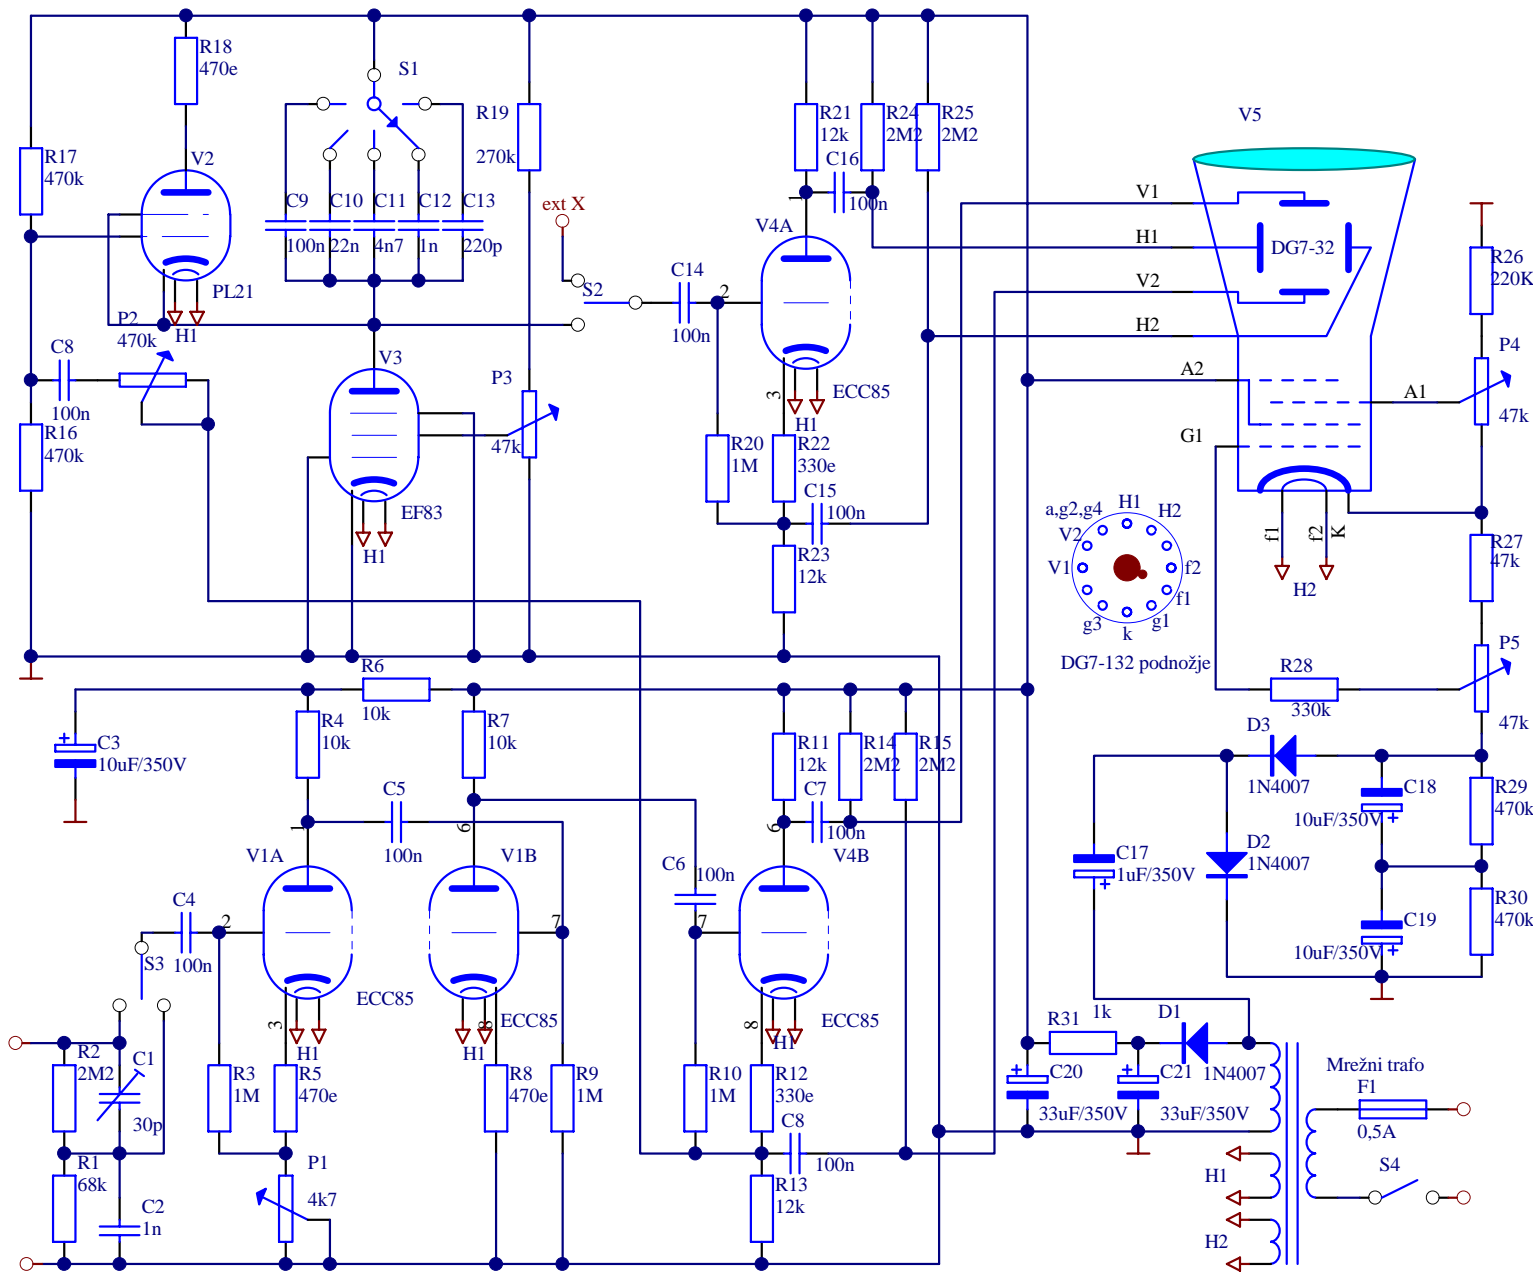 R18
470e
S1
R19
270k
R17
470k
V2
PL21
H1
C9
100n
C10
22n
C11
4n7
C12
1n
C13
220p
ext X
S2
R21
12k
R24
2M2
R25
2M2
C16
100n
1
V4A
C14
100n
2
3
ECC85
H1
V5
V1
H1
V2
H2
A2
G1
A1
DG7-32
R26
220K
P4
47k
P2
470k
C8
100n
R16
470k
V3
EF83
H1
P3
47k
R20
1M
R22
330e
C15
100n
R23
12k
f1
f2
K
H2
R27
47k
a,g2,g4
H1
H2
V2
V1
f2
f1
g3
g1
k
DG7-132 podnožje
R28
330k
P5
47k
R6
10k
C3
10uF/350V
R4
10k
R7
10k
R11
12k
R14
2M2
R15
2M2
C7
100n
C5
100n
1
6
6
V1A
V1B
V4B
C6
100n
7
7
C4
100n
2
S3
3
ECC85
H1
8
ECC85
H1
8
ECC85
H1
D3
1N4007
D2
1N4007
C17
1uF/350V
C18
10uF/350V
C19
10uF/350V
R29
470k
R30
470k
R2
2M2
C1
30p
R1
68k
C2
1n
R3
1M
R5
470e
P1
4k7
R8
470e
R9
1M
R10
1M
R12
330e
C8
100n
R13
12k
R31
1k
D1
1N4007
C20
33uF/350V
C21
33uF/350V
Mrežni trafo
F1
0,5A
S4
H1
H2